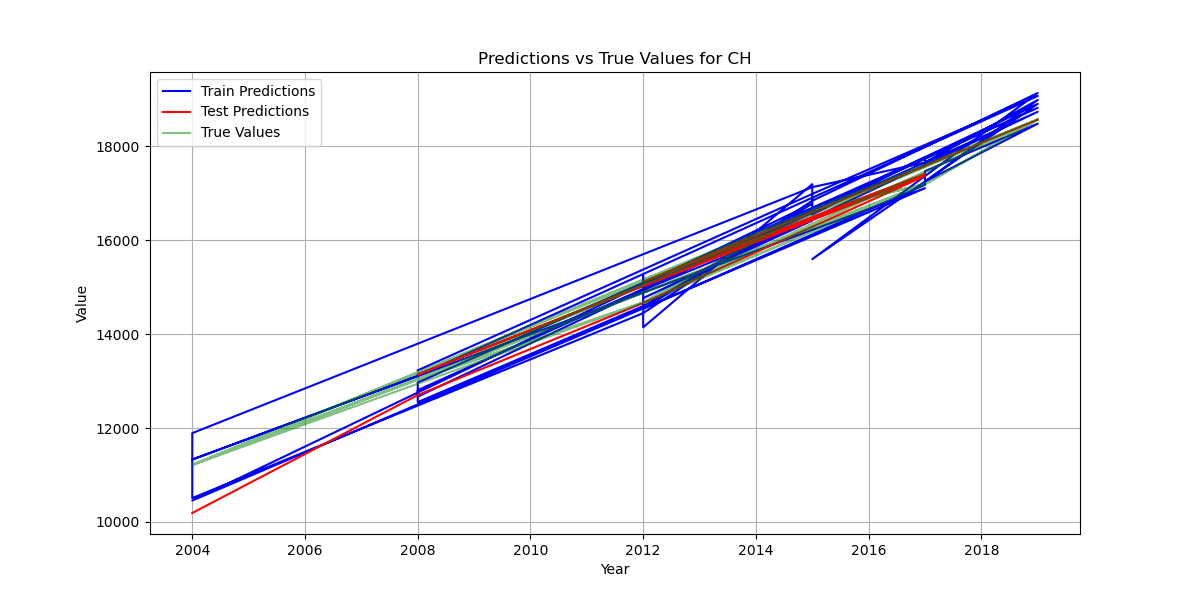 Predictions vs True Values for CH
Train Predictions
Test Predictions
True Values
Value
18000
16000
14000
12000
10000
2004 2006 2008 2010 2012 2014 2016 2018
Year